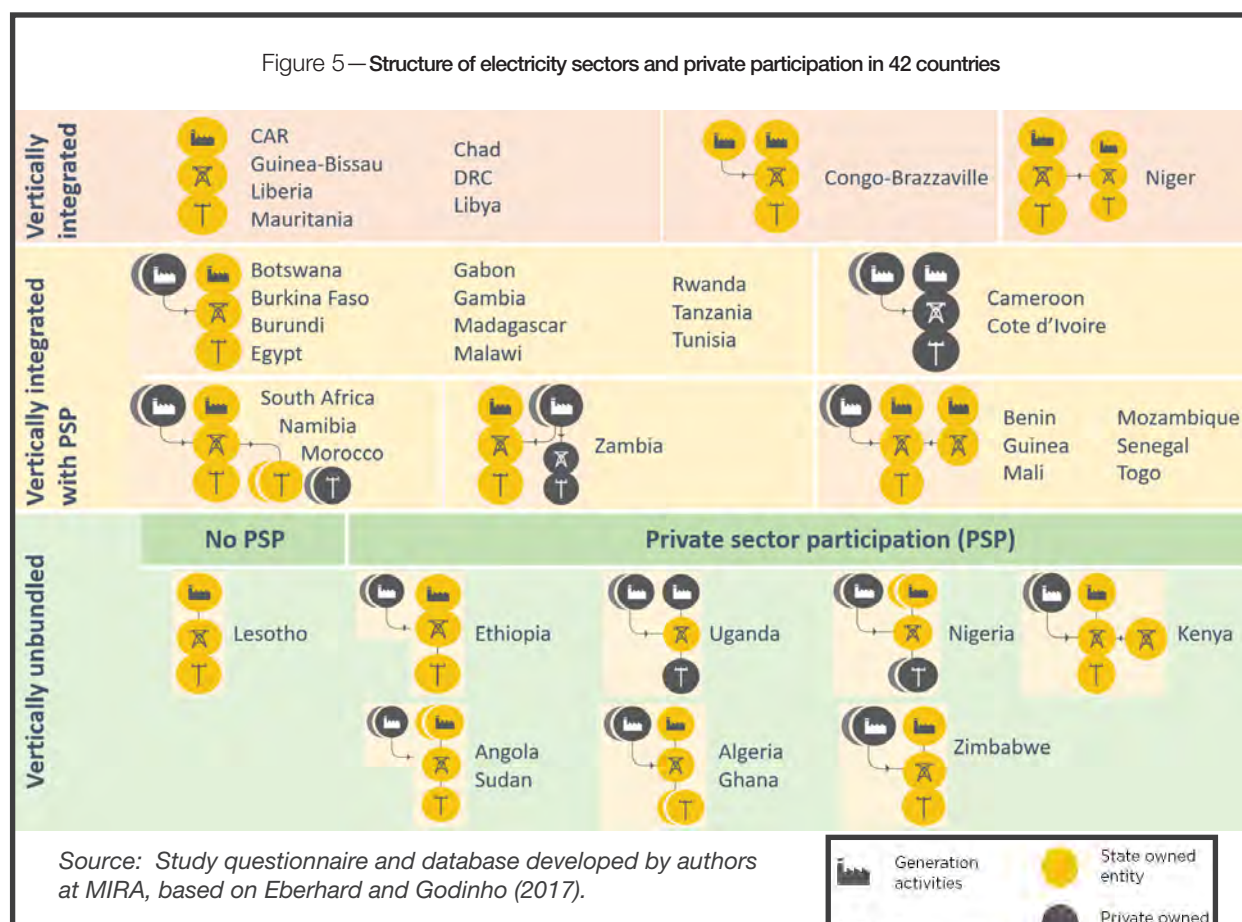 Figure 5—Structure of electricity sectors and private participation in 42 countries
Vertically
integrated
CAR
Guinea-Bissau
Liberia
Mauritania
Chad
DRC
Libya
Congo-Brazzaville
Niger
Vertically integrated
with PSP
Botswana
Burkina Faso
Burundi
Egypt
Gabon
Gambia
Madagascar
Malawi
Rwanda
Tanzania
Tunisia
Cameroon
Cote d'Ivoire
South Africa
Namibia
Morocco
Zambia
Benin
Guinea
Mali
Mozambique
Senegal
Togo
Vertically unbundled
No PSP
Private sector participation (PSP)
Lesotho
Ethiopia
Uganda
Nigeria
Kenya
Angola
Sudan
Algeria
Ghana
Zimbabwe
Source: Study questionnaire and database developed by authors
at MIRA, based on Eberhard and Godinho (2017).
Generation
activities
State owned
entity
Private owned